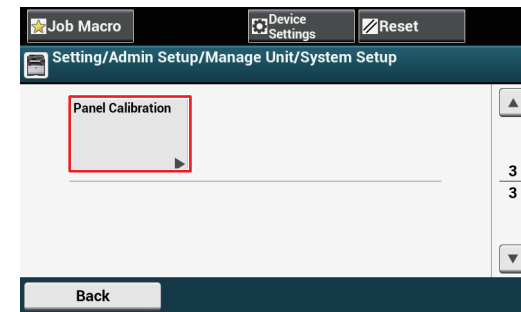 Job Macro
Device
Settings
Reset
Setting/Admin Setup/Manage Unit/System Setup
Panel Calibration
3
3
Back